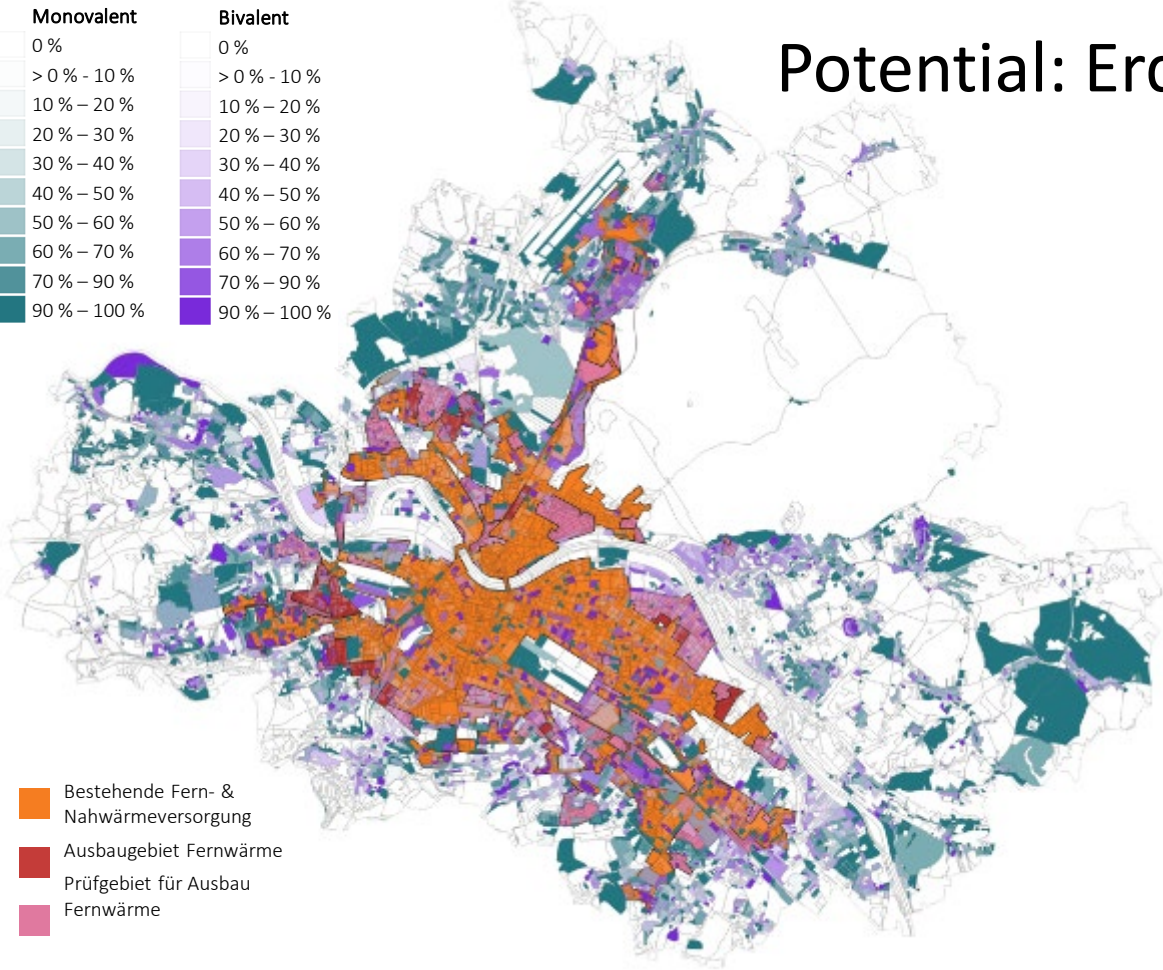 Potential: Erd
Monovalent
0 %
> 0 % - 10 %
10 % – 20 %
20 % – 30 %
30 % – 40 %
40 % – 50 %
50 % – 60 %
60 % – 70 %
70 % – 90 %
90 % – 100 %
Bivalent
0 %
> 0 % - 10 %
10 % – 20 %
20 % – 30 %
30 % – 40 %
40 % – 50 %
50 % – 60 %
60 % – 70 %
70 % – 90 %
90 % – 100 %
Bestehende Fern- &
Nahwärmeversorgung
Ausbaugebiet Fernwärme
Prüfgebiet für Ausbau
Fernwärme